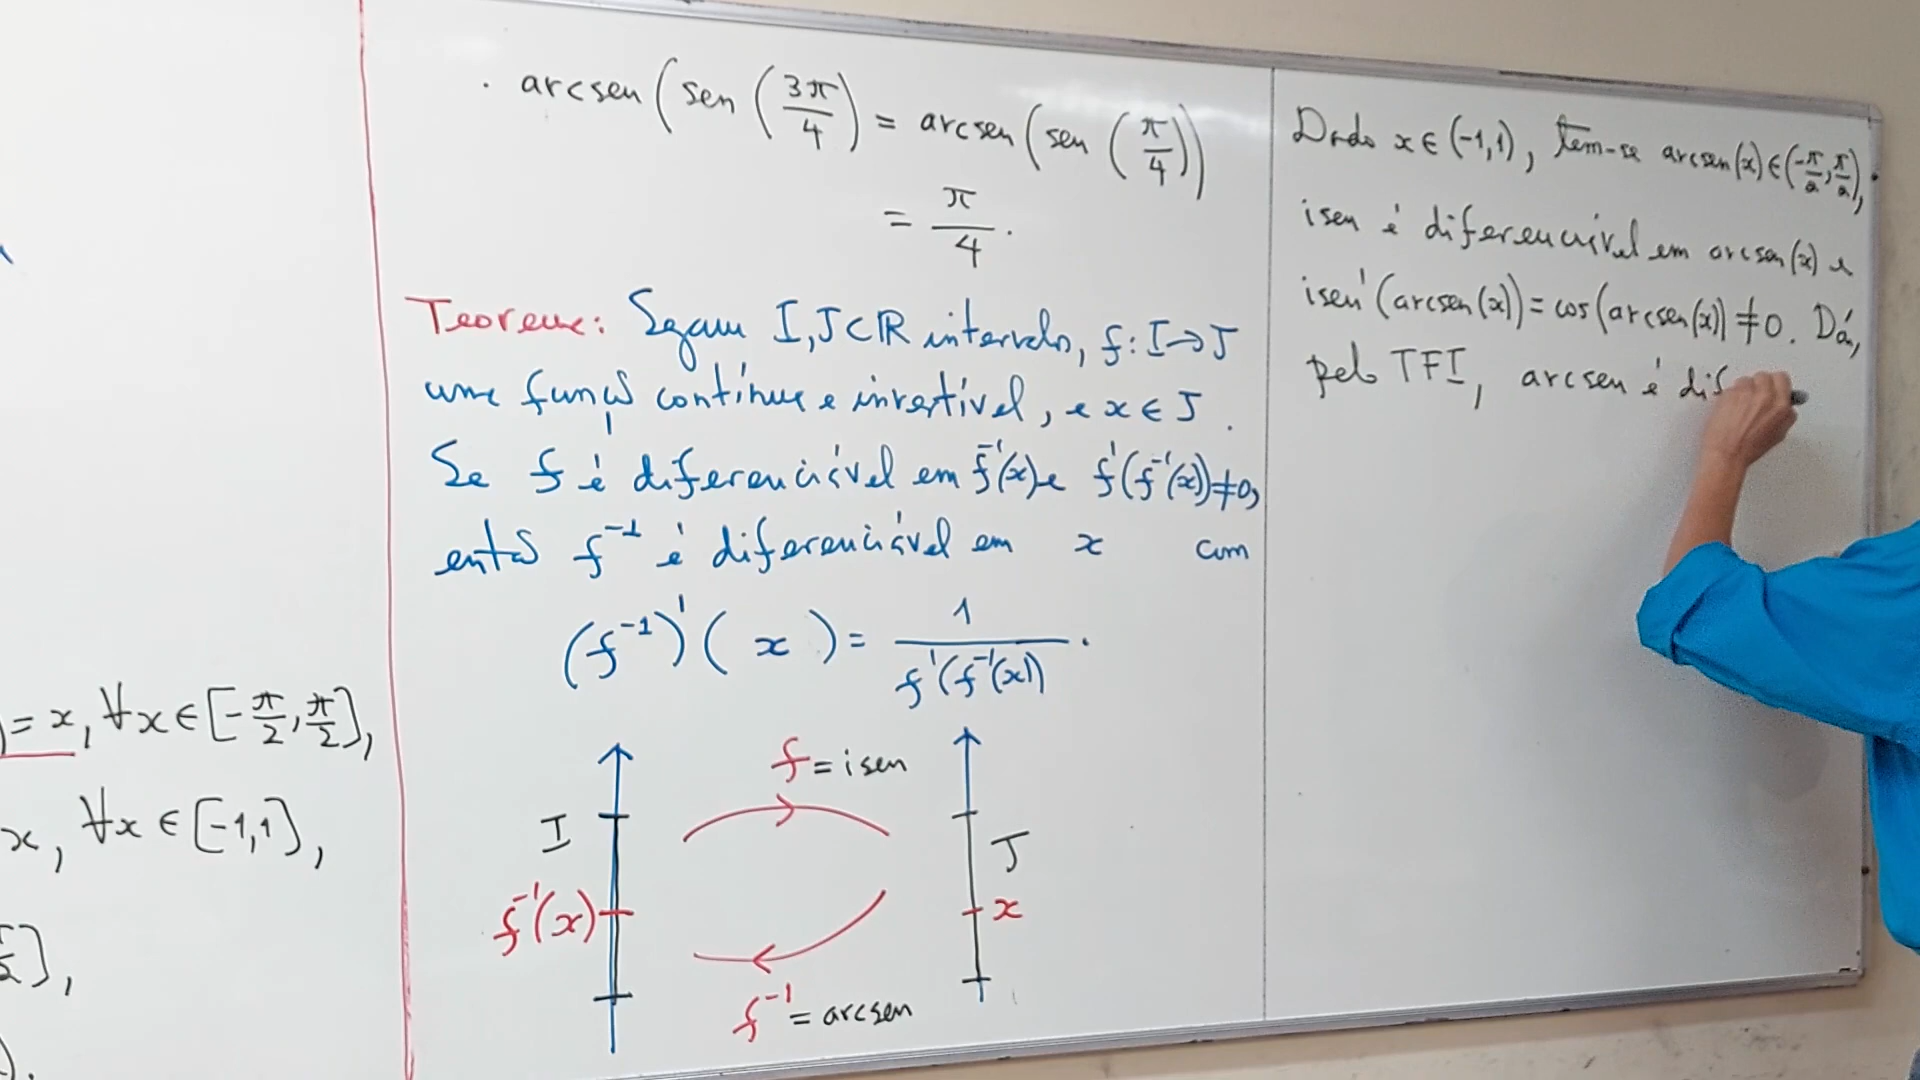 = x, ∀x ∈ [-π/2, π/2],
x, ∀x ∈ [-1,1],
· arcsen(sen(3π/4) = arcsen(sen(π/4))
= π/4.
Teorema: Sejam I, J ⊂ ℝ intervalos, f: I→J
uma função contínua e invertível, e x ∈ J.
Se f é diferenciável em f⁻¹(x) e f'(f⁻¹(x)) ≠ 0,
então f⁻¹ é diferenciável em x com
(f⁻¹)'( x ) = 1/f'(f⁻¹(x)).
f = isen
I
J
f⁻¹(x)
x
f⁻¹ = arcsen
Dado x ∈ (-1,1), tem-se arcsen(x) ∈ (-π/2, π/2),
isen é diferenciável em arcsen(x) e
isen'(arcsen(x)) = cos(arcsen(x)) ≠ 0. Daí,
pelo TFI, arcsen é dif